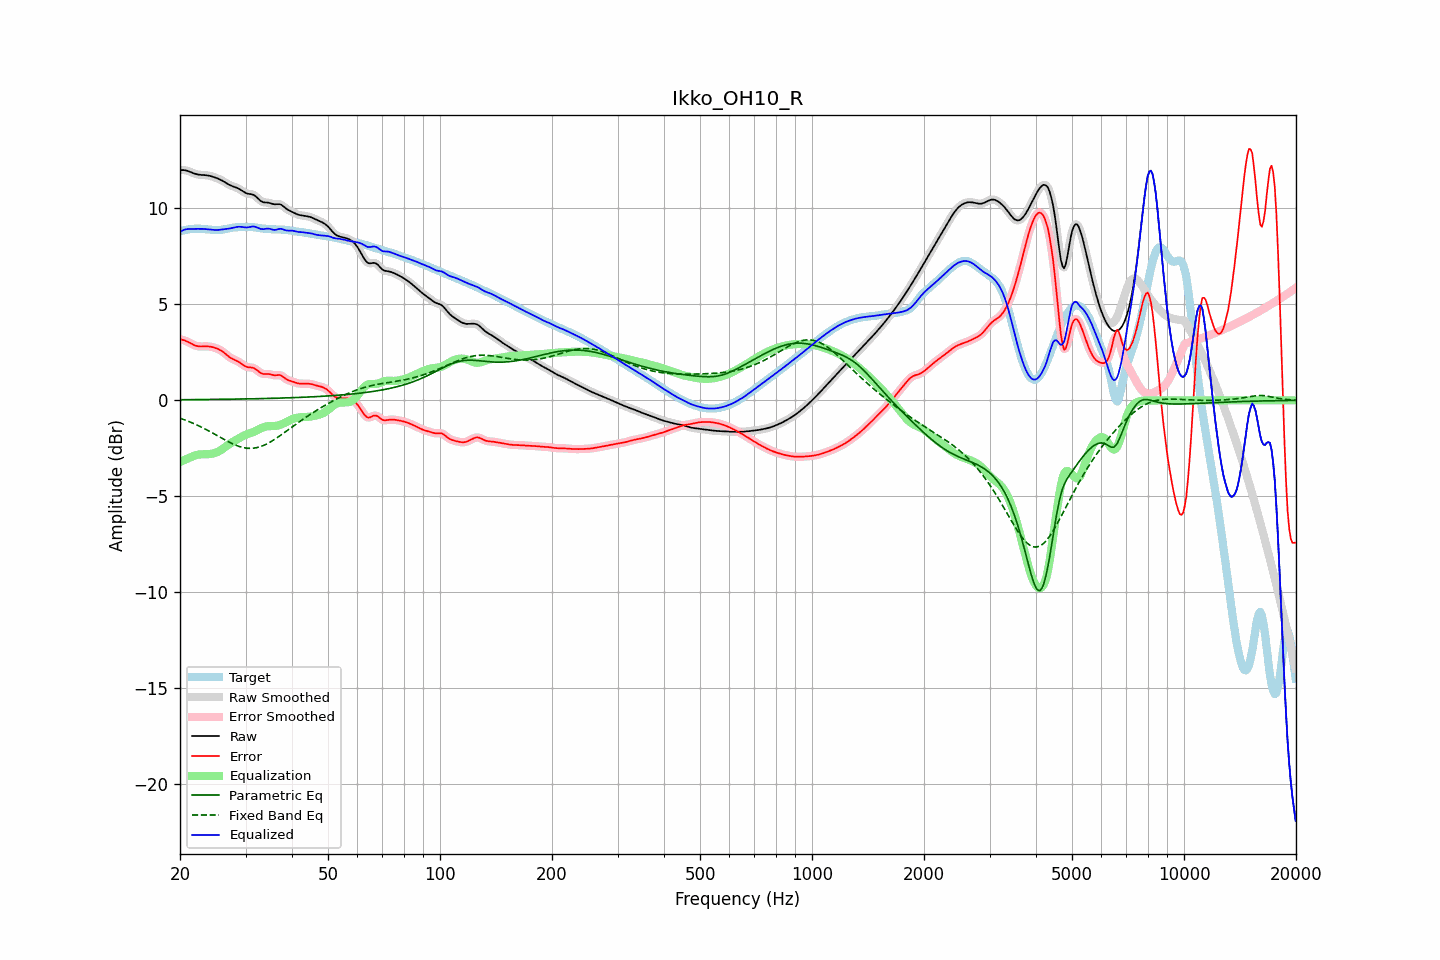 Ikko_OH10_R
Amplitude (dBr)
10
5
0
−5
−10
−15
−20
Target
Raw Smoothed
Error Smoothed
Raw
Error
Equalization
Parametric Eq
Fixed Band Eq
Equalized
20 50 100 200 500 1000 2000 5000 10000 20000
Frequency (Hz)